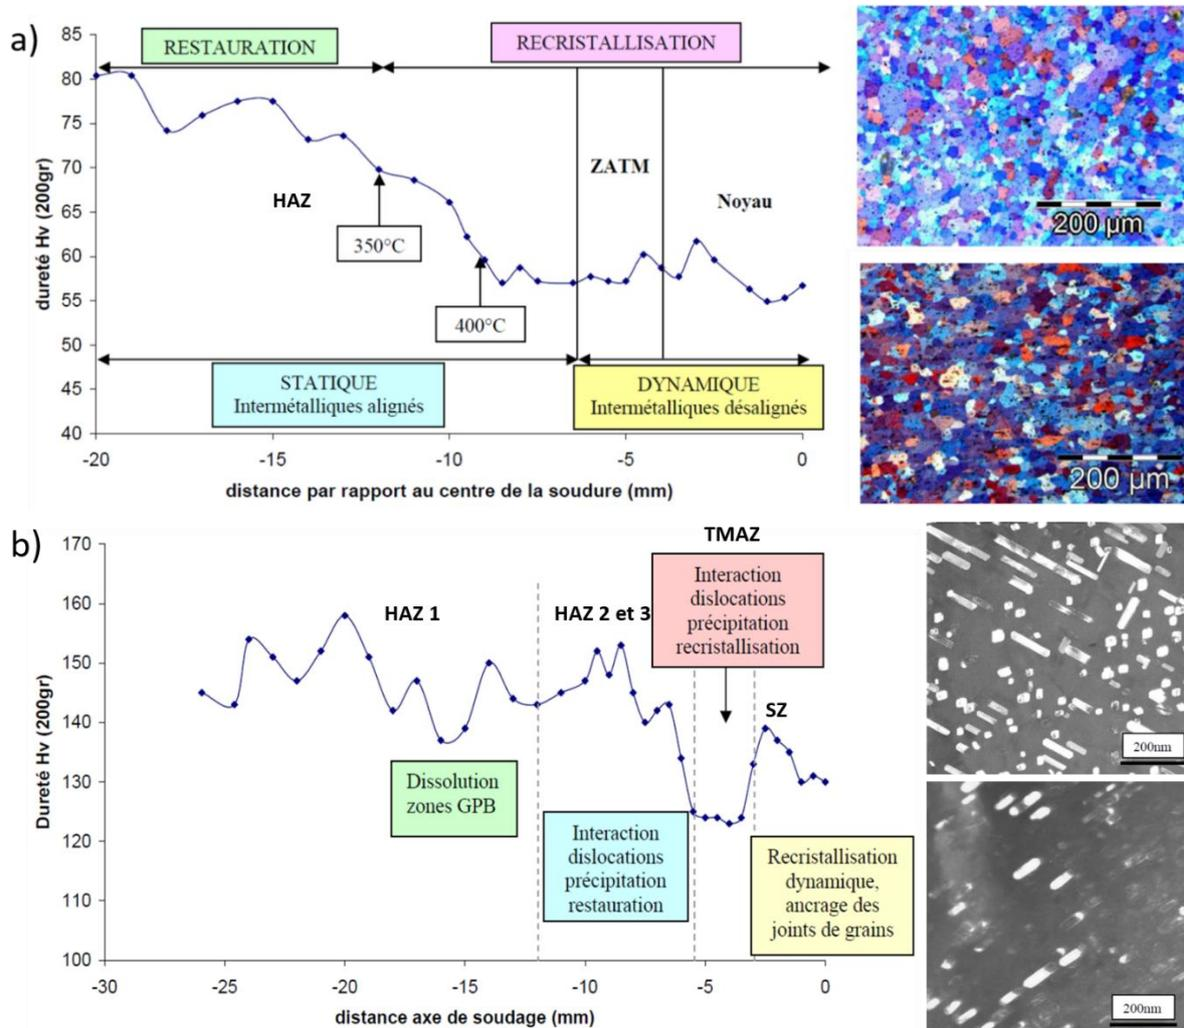 a)
85
80
75
70
65
60
55
50
45
40
dureté Hv (200gr)
RESTAURATION
RECRISTALLISATION
HAZ
350°C
400°C
ZATM
Noyau
STATIQUE
Intermétalliques alignés
DYNAMIQUE
Intermétalliques désalignés
-20
-15
-10
-5
0
distance par rapport au centre de la soudure (mm)
200 µm
200 µm
b)
170
160
150
140
130
120
110
100
Dureté Hv (200gr)
HAZ 1
HAZ 2 et 3
TMAZ
Interaction
dislocations
précipitation
recristallisation
SZ
Dissolution
zones GPB
Interaction
dislocations
précipitation
restauration
Recristallisation
dynamique,
ancrage des
joints de grains
-30
-25
-20
-15
-10
-5
0
distance axe de soudage (mm)
200nm
200nm